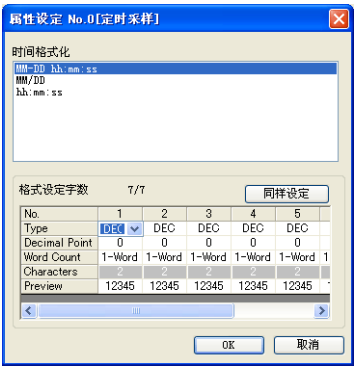 属性设定 No.0[定时采样]
时间格式化
MM-DD hh:mm:ss
MM/DD
hh:mm:ss
格式设定字数 7/7 同样设定
No. 1 2 3 4 5
Type DEC DEC DEC DEC DEC
Decimal Point 0 0 0 0 0
Word Count 1-Word 1-Word 1-Word 1-Word 1-Word 1
Characters 2 2 2 2 2
Preview 12345 12345 12345 12345 12345
OK 取消